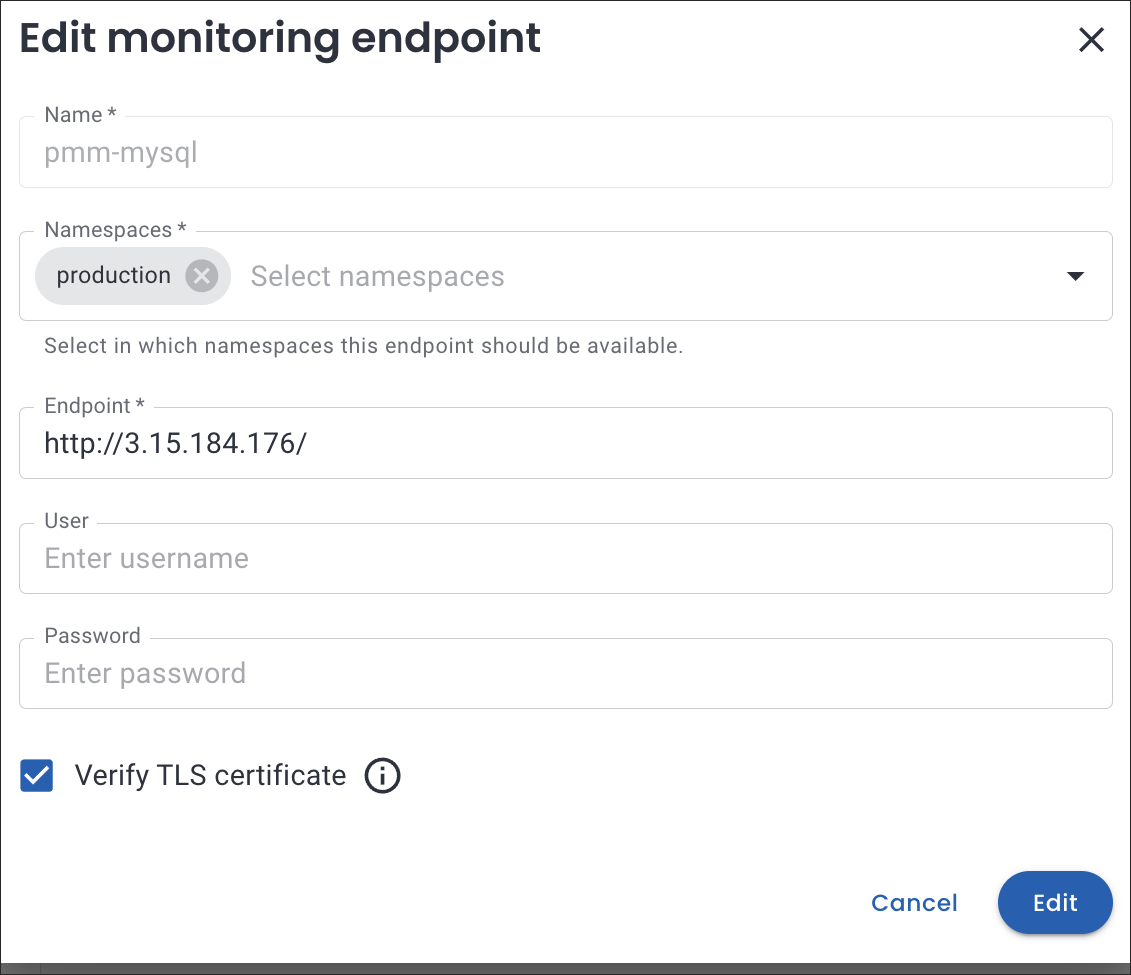 Edit monitoring endpoint
Name *
pmm-mysql
Namespaces *
production Select namespaces
Select in which namespaces this endpoint should be available.
Endpoint *
http://3.15.184.176/
User
Enter username
Password
Enter password
Verify TLS certificate
Cancel Edit